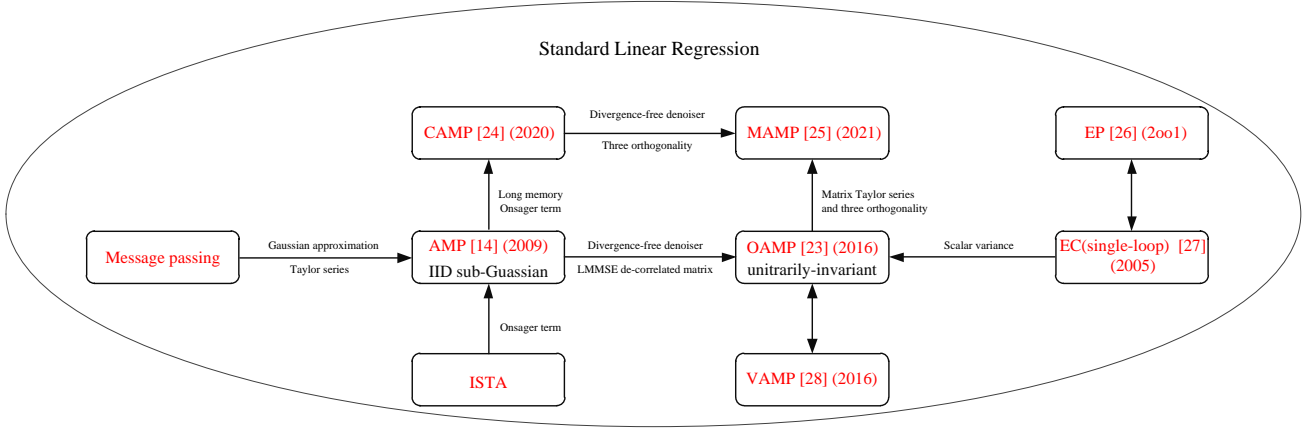 Standard Linear Regression
CAMP [24] (2020)
Divergence-free denoiser
Three orthogonality
MAMP [25] (2021)
EP [26] (2oo1)
Long memory
Onsager term
Matrix Taylor series
and three orthogonality
Message passing
Gaussian approximation
Taylor series
AMP [14] (2009)
IID sub-Guassian
Divergence-free denoiser
LMMSE de-correlated matrix
OAMP [23] (2016)
unitrarily-invariant
Scalar variance
EC(single-loop) [27]
(2005)
Onsager term
ISTA
VAMP [28] (2016)